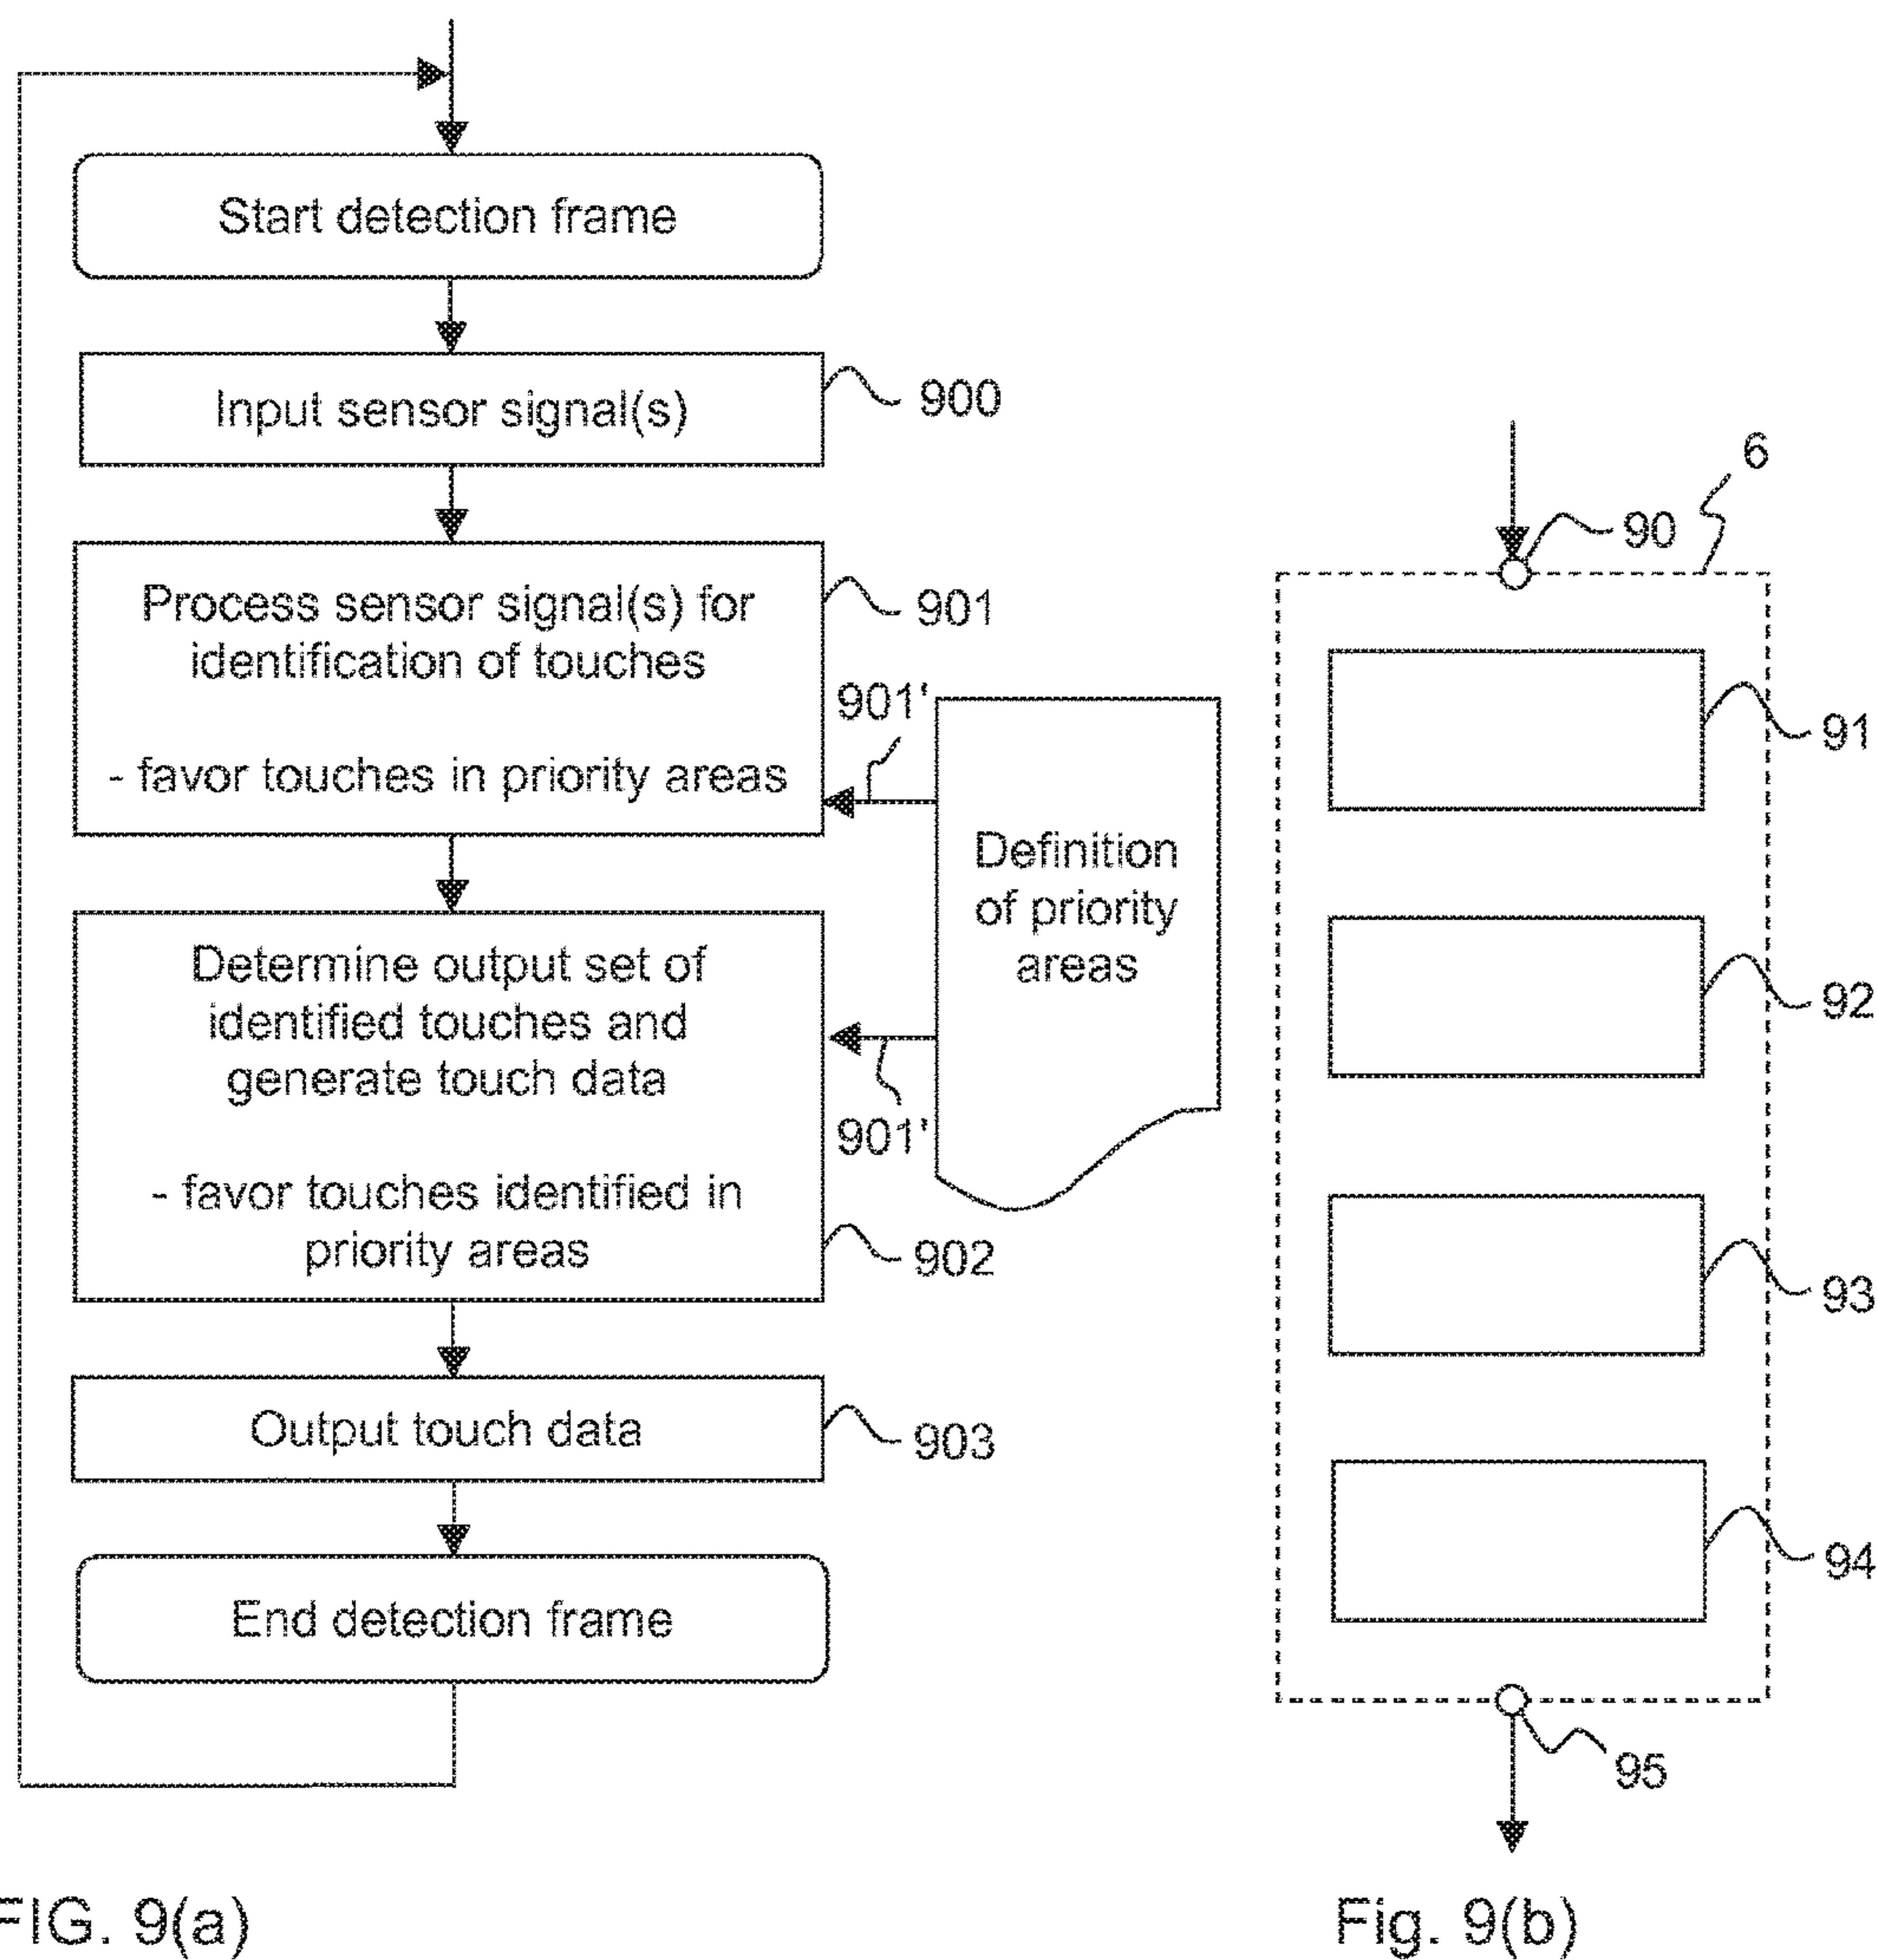 Start detection frame
Input sensor signal(s)
900
Process sensor signal(s) for
identification of touches
- favor touches in priority areas
901
901'
Definition
of priority
areas
Determine output set of
identified touches and
generate touch data
- favor touches identified in
priority areas
901'
902
Output touch data
903
End detection frame
FIG. 9(a)
6
90
91
92
93
94
95
Fig. 9(b)